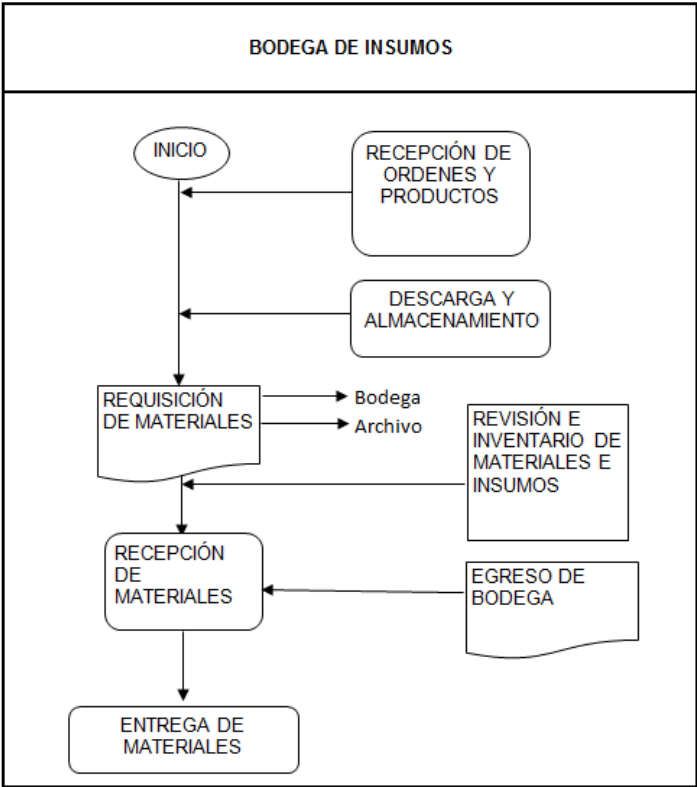 BODEGA DE INSUMOS
INICIO
RECEPCIÓN DE
ORDENES Y
PRODUCTOS
DESCARGA Y
ALMACENAMIENTO
REQUISICIÓN
DE MATERIALES
Bodega
Archivo
REVISIÓN E
INVENTARIO DE
MATERIALES E
INSUMOS
RECEPCIÓN
DE
MATERIALES
EGRESO DE
BODEGA
ENTREGA DE
MATERIALES